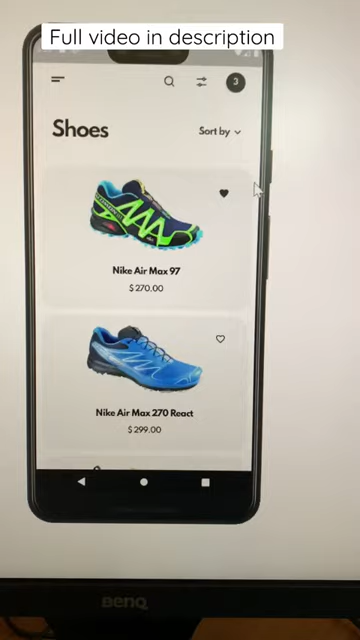 Full video in description
3
Shoes
Sort by
Nike Air Max 97
$270.00
Nike Air Max 270 React
$299.00
BenQ